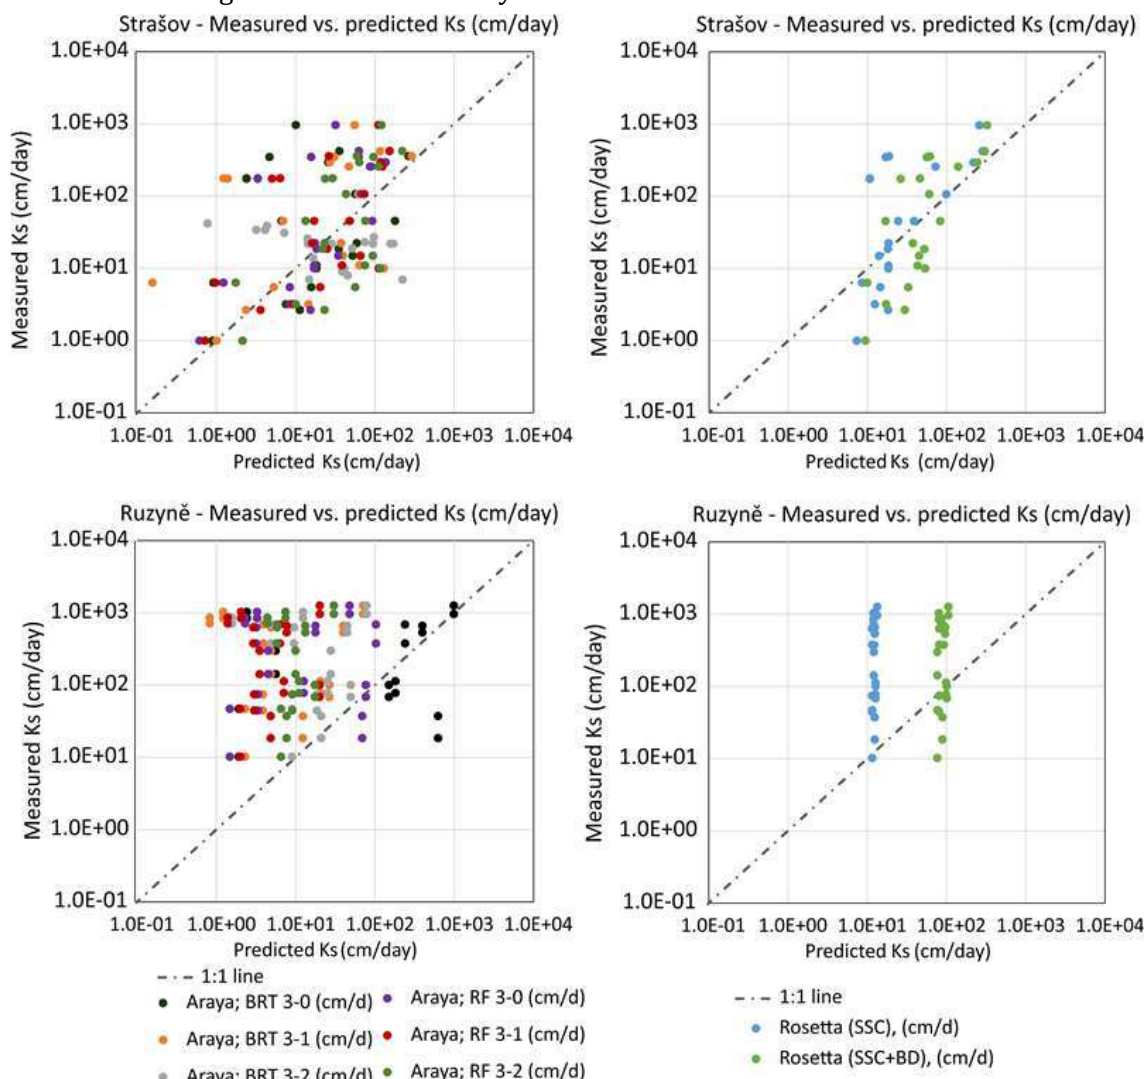 Strašov - Measured vs. predicted Ks (cm/day)
1.0E+04
1.0E+03
1.0E+02
1.0E+01
1.0E+00
1.0E-01
Measured Ks (cm/day)
1.0E-01 1.0E+00 1.0E+01 1.0E+02 1.0E+03 1.0E+04
Predicted Ks (cm/day)
Strašov - Measured vs. predicted Ks (cm/day)
1.0E+04
1.0E+03
1.0E+02
1.0E+01
1.0E+00
1.0E-01
Measured Ks (cm/day)
1.0E-01 1.0E+00 1.0E+01 1.0E+02 1.0E+03 1.0E+04
Predicted Ks (cm/day)
Ruzyně - Measured vs. predicted Ks (cm/day)
1.0E+04
1.0E+03
1.0E+02
1.0E+01
1.0E+00
1.0E-01
Measured Ks (cm/day)
1.0E-01 1.0E+00 1.0E+01 1.0E+02 1.0E+03 1.0E+04
Predicted Ks (cm/day)
1:1 line
Araya; BRT 3-0 (cm/d)
Araya; RF 3-0 (cm/d)
Araya; BRT 3-1 (cm/d)
Araya; RF 3-1 (cm/d)
Araya; BRT 3-2 (cm/d)
Araya; RF 3-2 (cm/d)
Ruzyně - Measured vs. predicted Ks (cm/day)
1.0E+04
1.0E+03
1.0E+02
1.0E+01
1.0E+00
1.0E-01
Measured Ks (cm/day)
1.0E-01 1.0E+00 1.0E+01 1.0E+02 1.0E+03 1.0E+04
Predicted Ks (cm/day)
1:1 line
Rosetta (SSC), (cm/d)
Rosetta (SSC+BD), (cm/d)